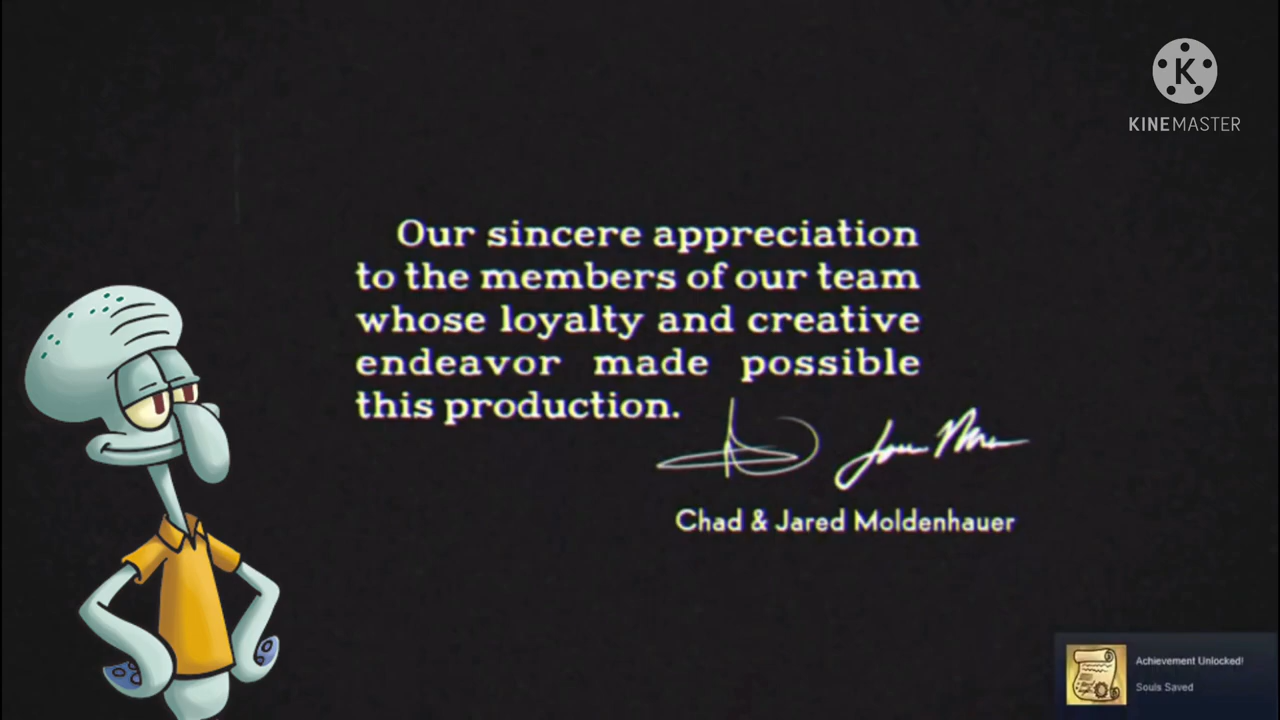 K
KINEMASTER
Our sincere appreciation
to the members of our team
whose loyalty and creative
endeavor made possible
this production.
Chad & Jared Moldenhauer
Achievement Unlocked!
Souls Saved